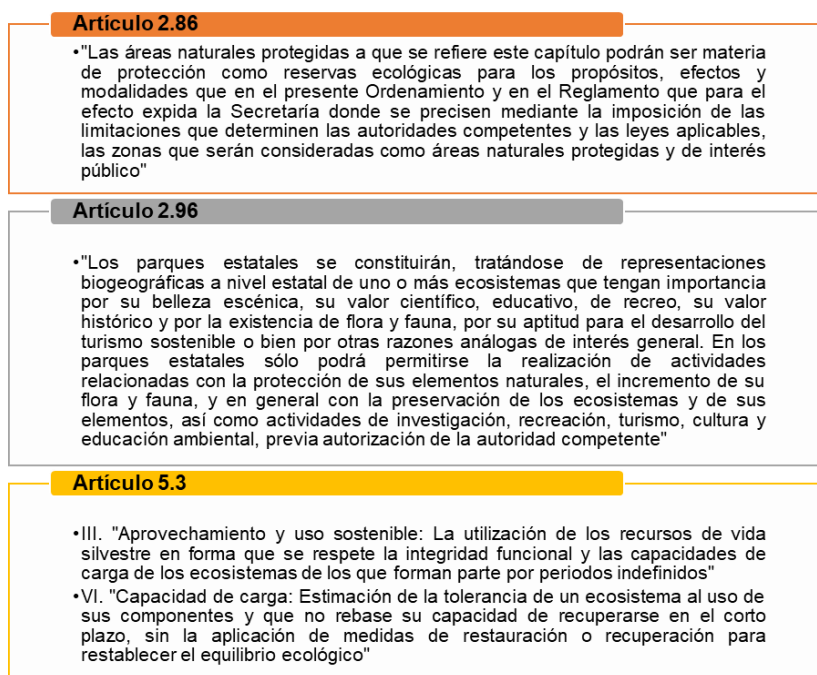 Artículo 2.86
•"Las áreas naturales protegidas a que se refiere este capítulo podrán ser materia
de protección como reservas ecológicas para los propósitos, efectos y
modalidades que en el presente Ordenamiento y en el Reglamento que para el
efecto expida la Secretaría donde se precisen mediante la imposición de las
limitaciones que determinen las autoridades competentes y las leyes aplicables,
las zonas que serán consideradas como áreas naturales protegidas y de interés
público"
Artículo 2.96
•"Los parques estatales se constituirán, tratándose de representaciones
biogeográficas a nivel estatal de uno o más ecosistemas que tengan importancia
por su belleza escénica, su valor científico, educativo, de recreo, su valor
histórico y por la existencia de flora y fauna, por su aptitud para el desarrollo del
turismo sostenible o bien por otras razones análogas de interés general. En los
parques estatales sólo podrá permitirse la realización de actividades
relacionadas con la protección de sus elementos naturales, el incremento de su
flora y fauna, y en general con la preservación de los ecosistemas y de sus
elementos, así como actividades de investigación, recreación, turismo, cultura y
educación ambiental, previa autorización de la autoridad competente"
Artículo 5.3
•III. "Aprovechamiento y uso sostenible: La utilización de los recursos de vida
silvestre en forma que se respete la integridad funcional y las capacidades de
carga de los ecosistemas de los que forman parte por periodos indefinidos"
•VI. "Capacidad de carga: Estimación de la tolerancia de un ecosistema al uso de
sus componentes y que no rebase su capacidad de recuperarse en el corto
plazo, sin la aplicación de medidas de restauración o recuperación para
restablecer el equilibrio ecológico"